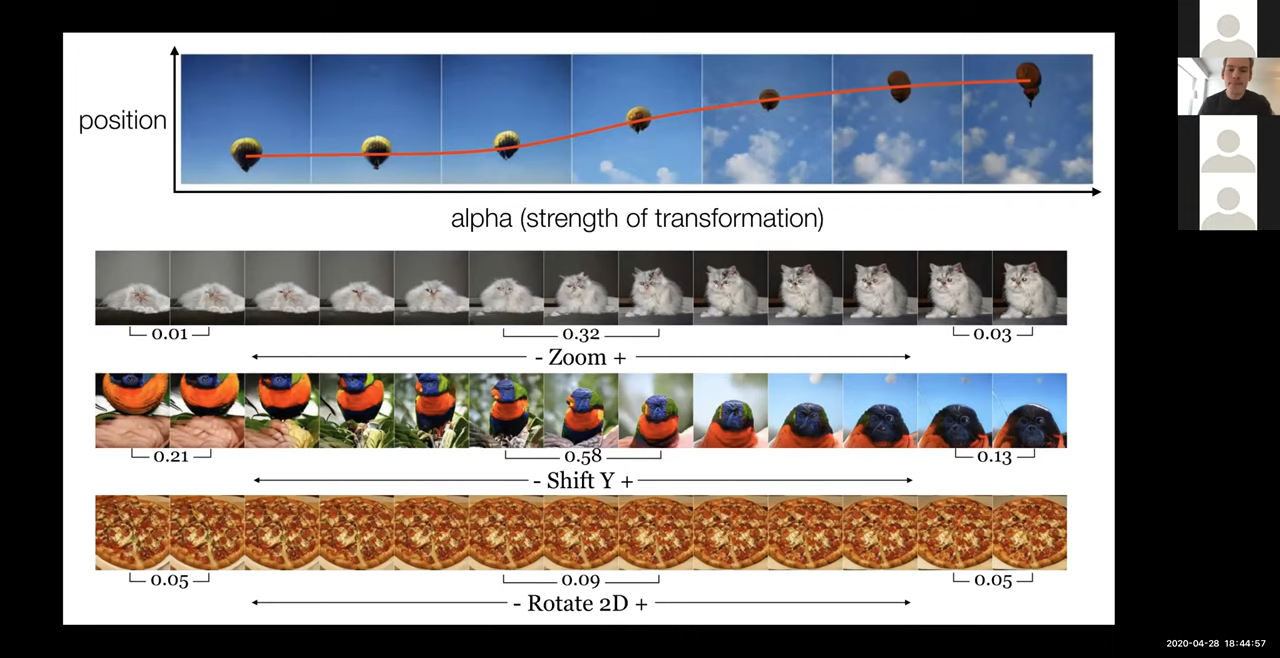 position
alpha (strength of transformation)
0.01 0.32 0.03
- Zoom +
0.21 0.58 0.13
- Shift Y +
0.05 0.09 0.05
- Rotate 2D +
2020-04-28 18:44:57